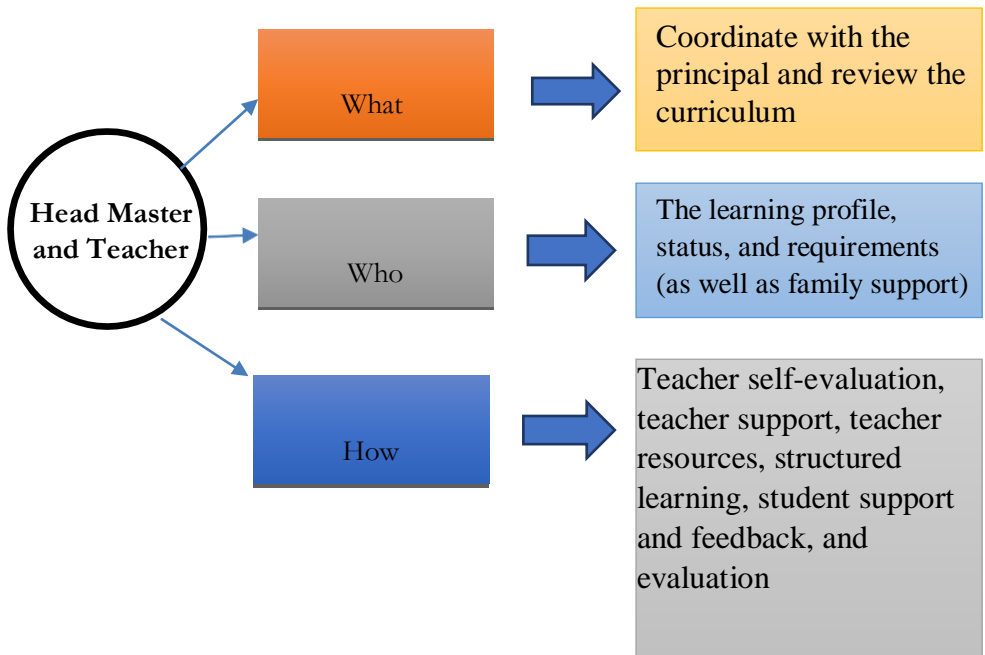 Head Master
and Teacher
What
Coordinate with the
principal and review the
curriculum
Who
The learning profile,
status, and requirements
(as well as family support)
How
Teacher self-evaluation,
teacher support, teacher
resources, structured
learning, student support
and feedback, and
evaluation